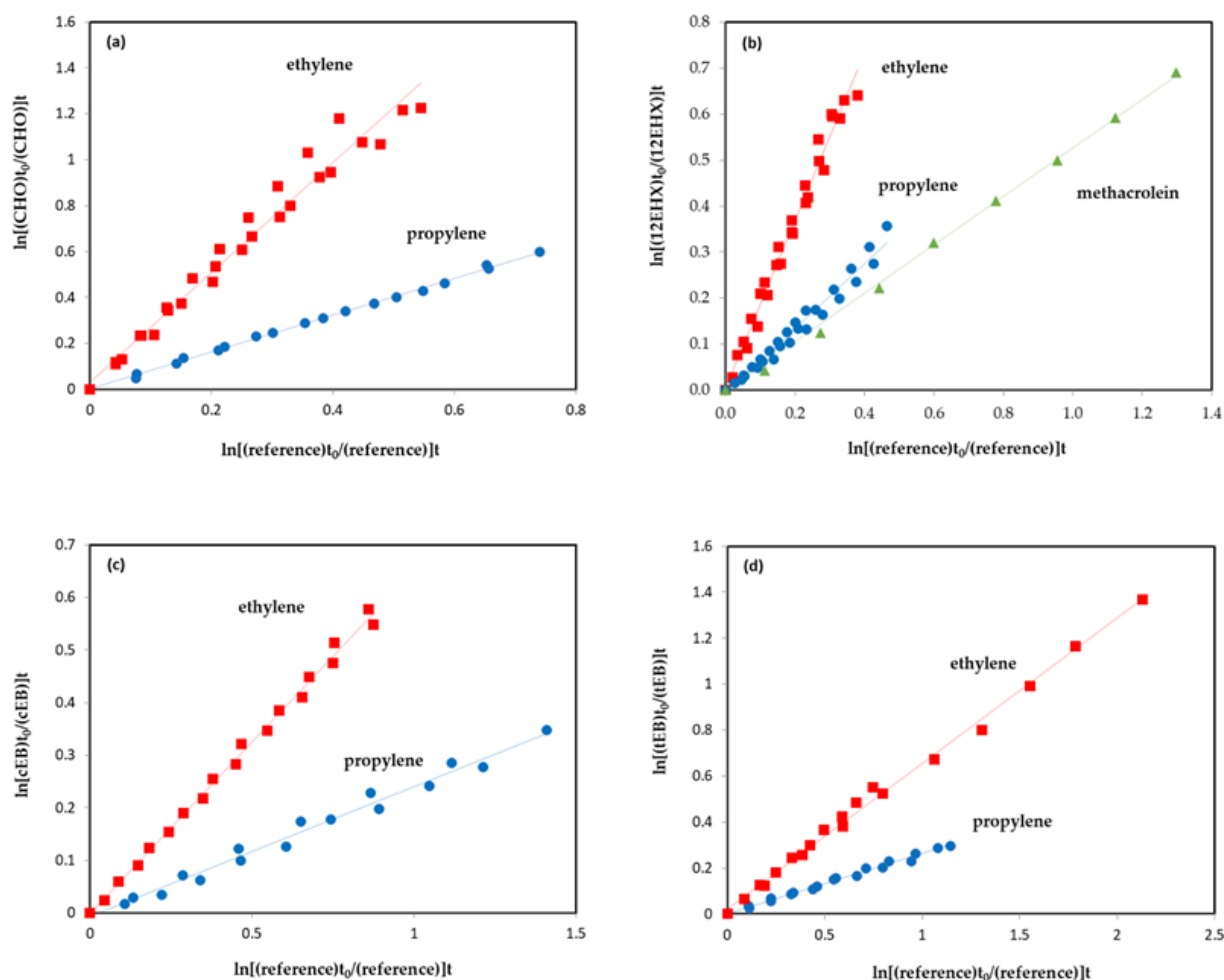 (a)
ethylene
propylene
ln[(CHO)t₀/(CHO)]t
1.6
1.4
1.2
1
0.8
0.6
0.4
0.2
0
0 0.2 0.4 0.6 0.8
ln[(reference)t₀/(reference)]t
(b)
ethylene
propylene
methacrolein
ln[(12EHX)t₀/(12EHX)]t
0.8
0.7
0.6
0.5
0.4
0.3
0.2
0.1
0.0
0.0 0.2 0.4 0.6 0.8 1.0 1.2 1.4
ln[(reference)t₀/(reference)]t
(c)
ethylene
propylene
ln[cEB)t₀/(cEB)]t
0.7
0.6
0.5
0.4
0.3
0.2
0.1
0
0 0.5 1 1.5
ln[(reference)t₀/(reference)]t
(d)
ethylene
propylene
ln[(tEB)t₀/(tEB)]t
1.6
1.4
1.2
1
0.8
0.6
0.4
0.2
0
0 0.5 1 1.5 2 2.5
ln[(reference)t₀/(reference)]t